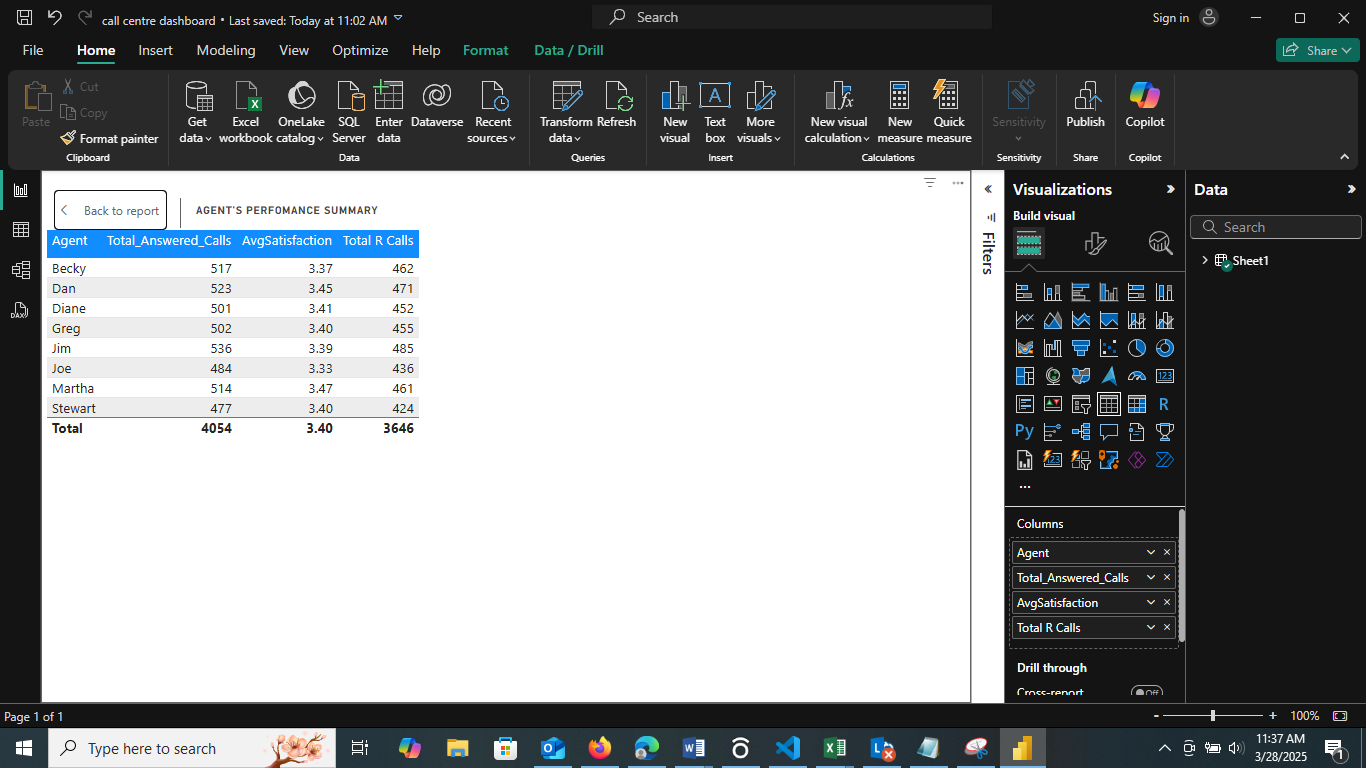 call centre dashboard • Last saved: Today at 11:02 AM
Search
Sign in
File
Home
Insert
Modeling
View
Optimize
Help
Format
Data / Drill
Share
Paste
Cut
Copy
Format painter
Clipboard
Get data
Excel workbook
OneLake catalog
SQL Server
Enter data
Dataverse
Recent sources
Data
Transform data
Refresh
Queries
New visual
Text box
More visuals
Insert
New visual calculation
New measure
Quick measure
Calculations
Sensitivity
Sensitivity
Publish
Share
Copilot
Copilot
Back to report
AGENT'S PERFOMANCE SUMMARY
Agent Total_Answered_Calls AvgSatisfaction Total R Calls
Becky 517 3.37 462
Dan 523 3.45 471
Diane 501 3.41 452
Greg 502 3.40 455
Jim 536 3.39 485
Joe 484 3.33 436
Martha 514 3.47 461
Stewart 477 3.40 424
Total 4054 3.40 3646
Filters
Visualizations
Build visual
123
R
Py
123
Columns
Agent
Total_Answered_Calls
AvgSatisfaction
Total R Calls
Drill through
Cross-report
Off
Data
Search
Sheet1
DAX
Page 1 of 1
- + 100%
Type here to search
11:37 AM
3/28/2025
1